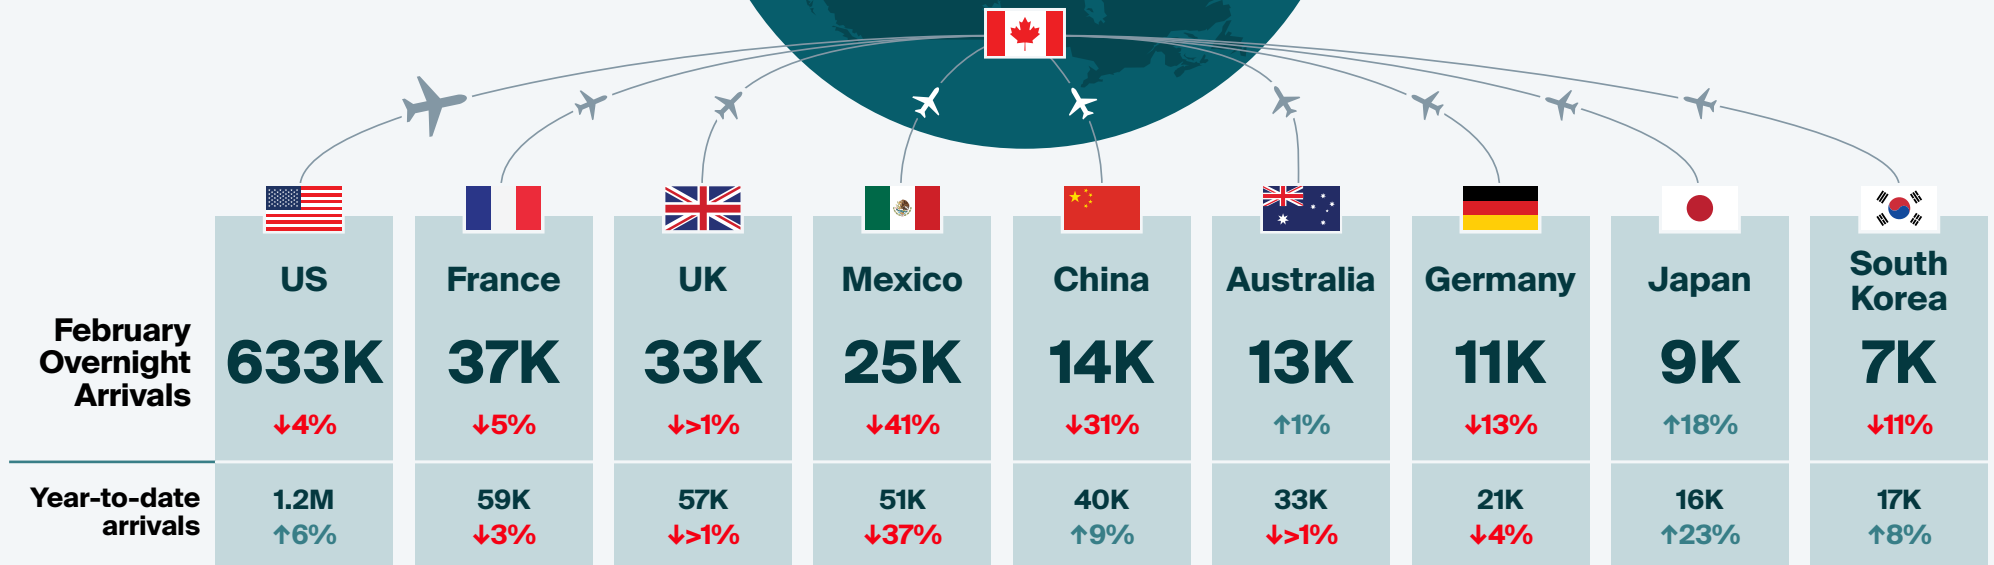 US
France
UK
Mexico
China
Australia
Germany
Japan
South
Korea
February
Overnight
Arrivals
633K
37K
33K
25K
14K
13K
11K
9K
7K
↓4%
↓5%
↓>1%
↓41%
↓31%
↑1%
↓13%
↑18%
↓11%
Year-to-date
arrivals
1.2M
59K
57K
51K
40K
33K
21K
16K
17K
↑6%
↓3%
↓>1%
↓37%
↑9%
↓>1%
↓4%
↑23%
↑8%